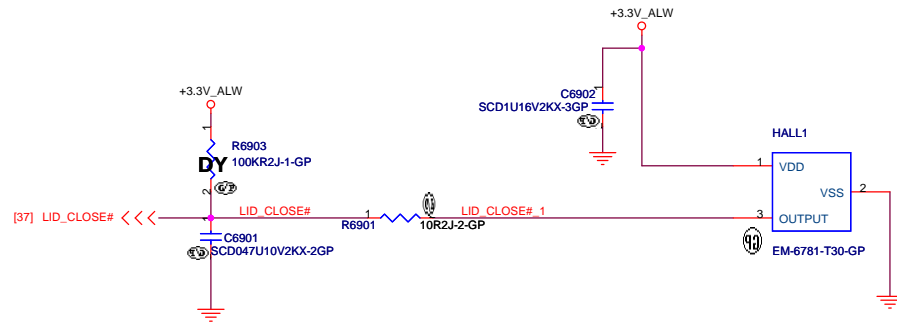 +3.3V_ALW
C6902
SCD1U16V2KX-3GP
1
+3.3V_ALW
HALL1
1
R6903
DY
100KR2J-1-GP
2
1
VDD
VSS
2
[37] LID_CLOSE#
1
LID_CLOSE#
1
R6901
10R2J-2-GP
LID_CLOSE#_1
3
OUTPUT
C6901
SCD047U10V2KX-2GP
EM-6781-T30-GP